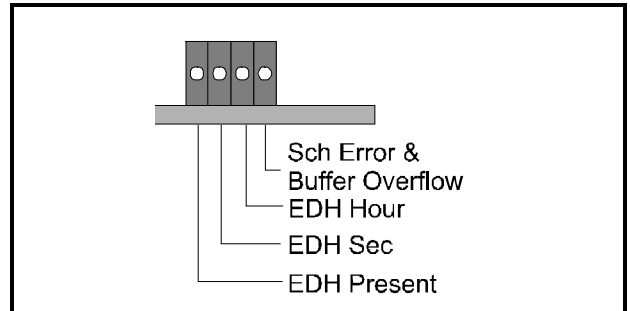 Sch Error &
Buffer Overflow
EDH Hour
EDH Sec
EDH Present